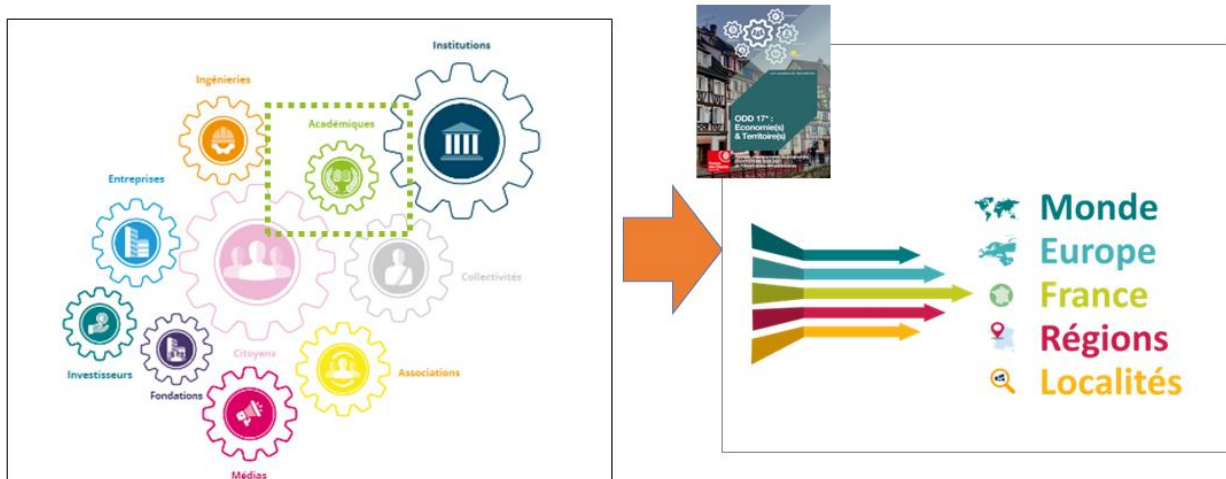 Institutions
Ingénieries
Académiques
Entreprises
Collectivités
Citoyens
Investisseurs
Fondations
Associations
Médias
ODD 17* :
Economie(s)
& Territoire(s)
Monde
Europe
France
Régions
Localités